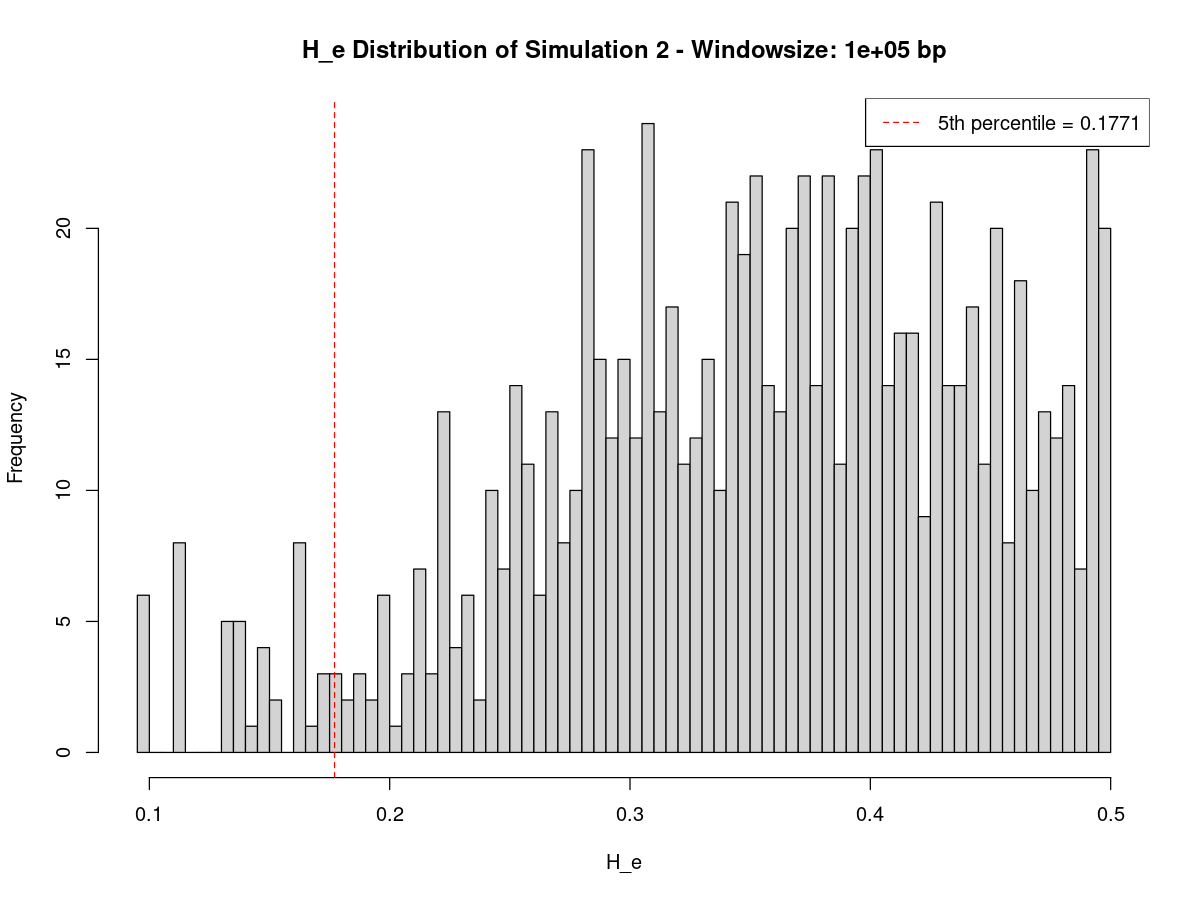 H_e Distribution of Simulation 2 - Windowsize: 1e+05 bp
5th percentile = 0.1771
Frequency
20
15
10
5
0
0.1 0.2 0.3 0.4 0.5
H_e